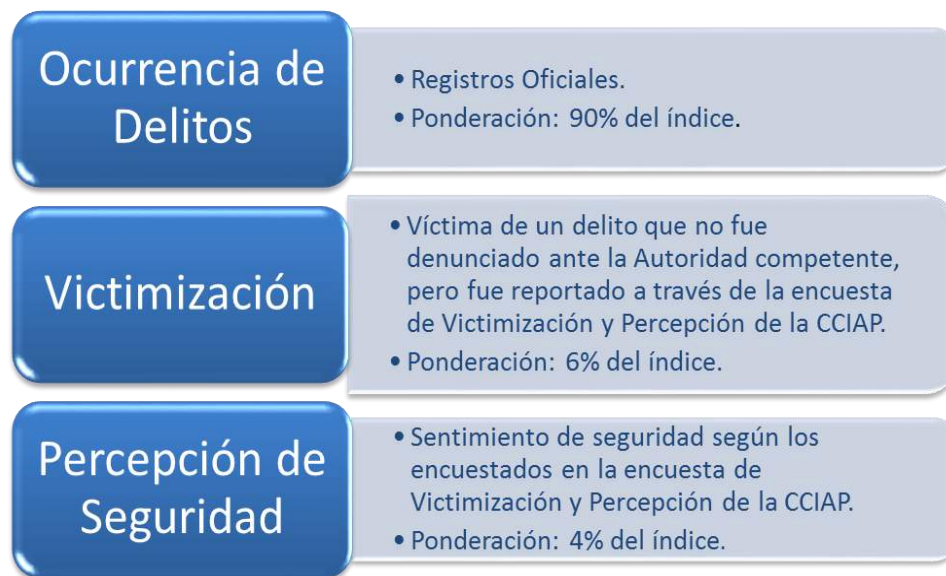 Ocurrencia de
Delitos
• Registros Oficiales.
• Ponderación: 90% del índice.
Victimización
• Víctima de un delito que no fue
denunciado ante la Autoridad competente,
pero fue reportado a través de la encuesta
de Victimización y Percepción de la CCIAP.
• Ponderación: 6% del índice.
Percepción de
Seguridad
• Sentimiento de seguridad según los
encuestados en la encuesta de
Victimización y Percepción de la CCIAP.
• Ponderación: 4% del índice.